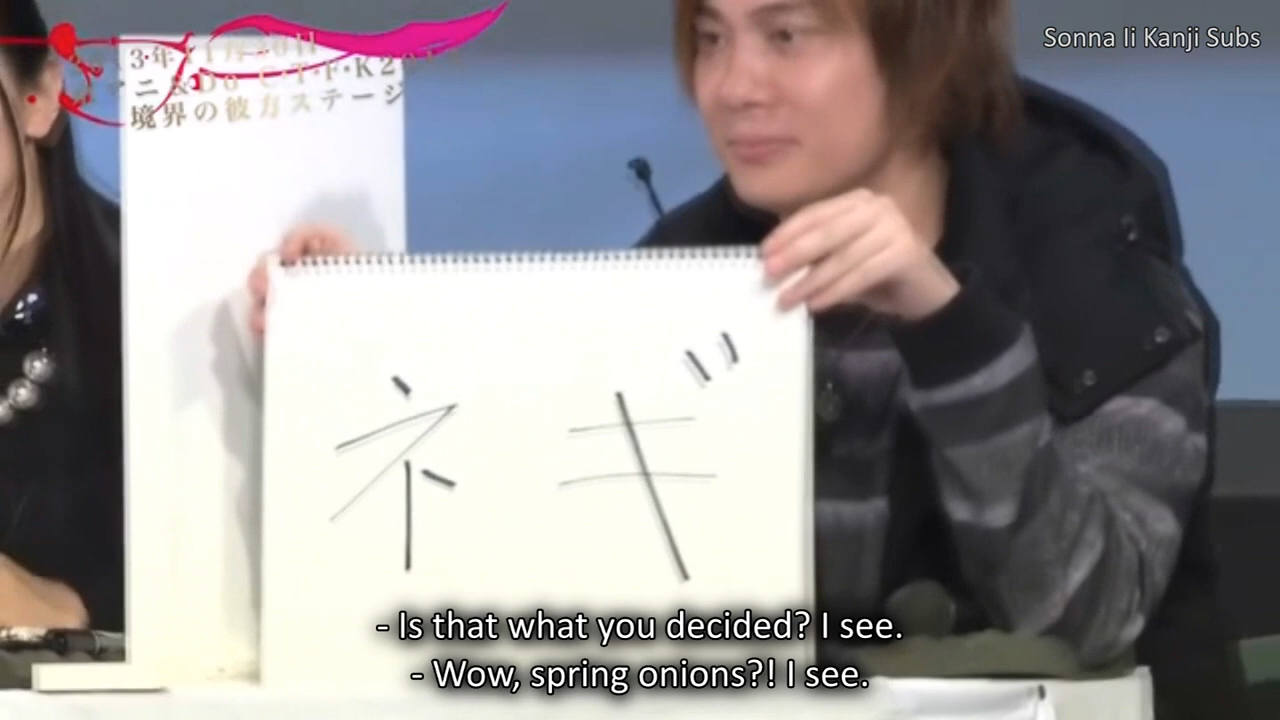 Sonna Ii Kanji Subs
境界の彼方ステージ
ネギ
- Is that what you decided? I see.
- Wow, spring onions?! I see.